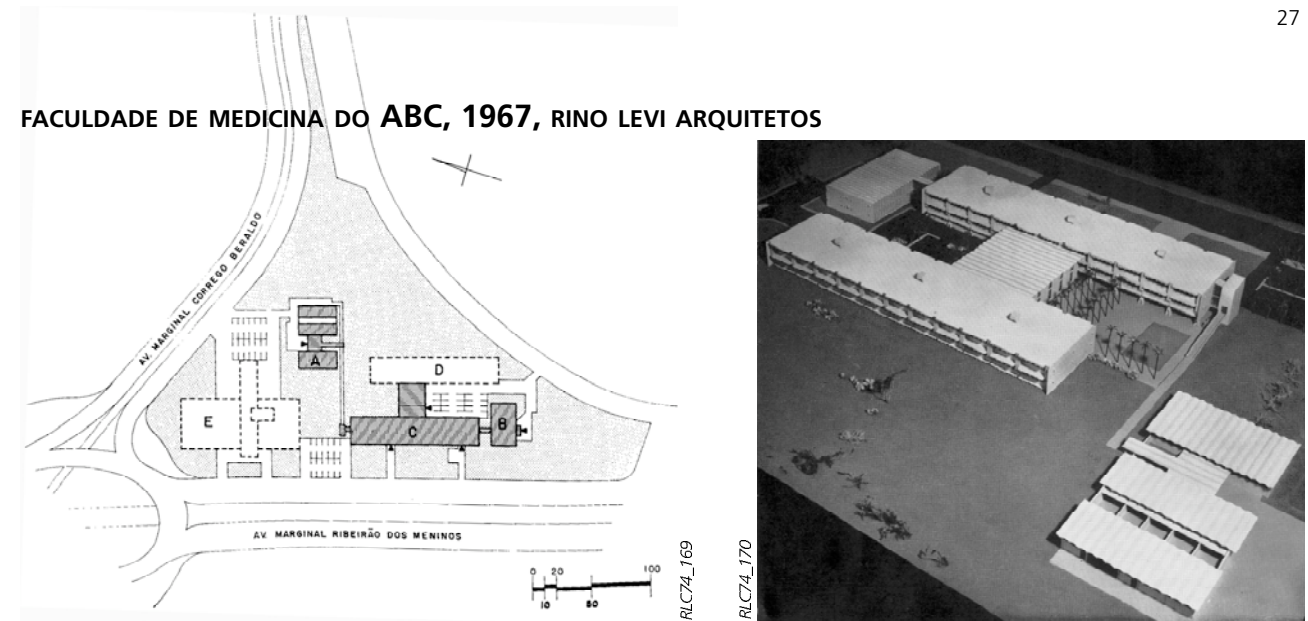 27
FACULDADE DE MEDICINA DO ABC, 1967, RINO LEVI ARQUITETOS
AV. MARGINAL CORREGO BERALDO
A
D
E
C
B
AV. MARGINAL RIBEIRÃO DOS MENINOS
0 20 100
10 50
RLC74_169
RLC74_170